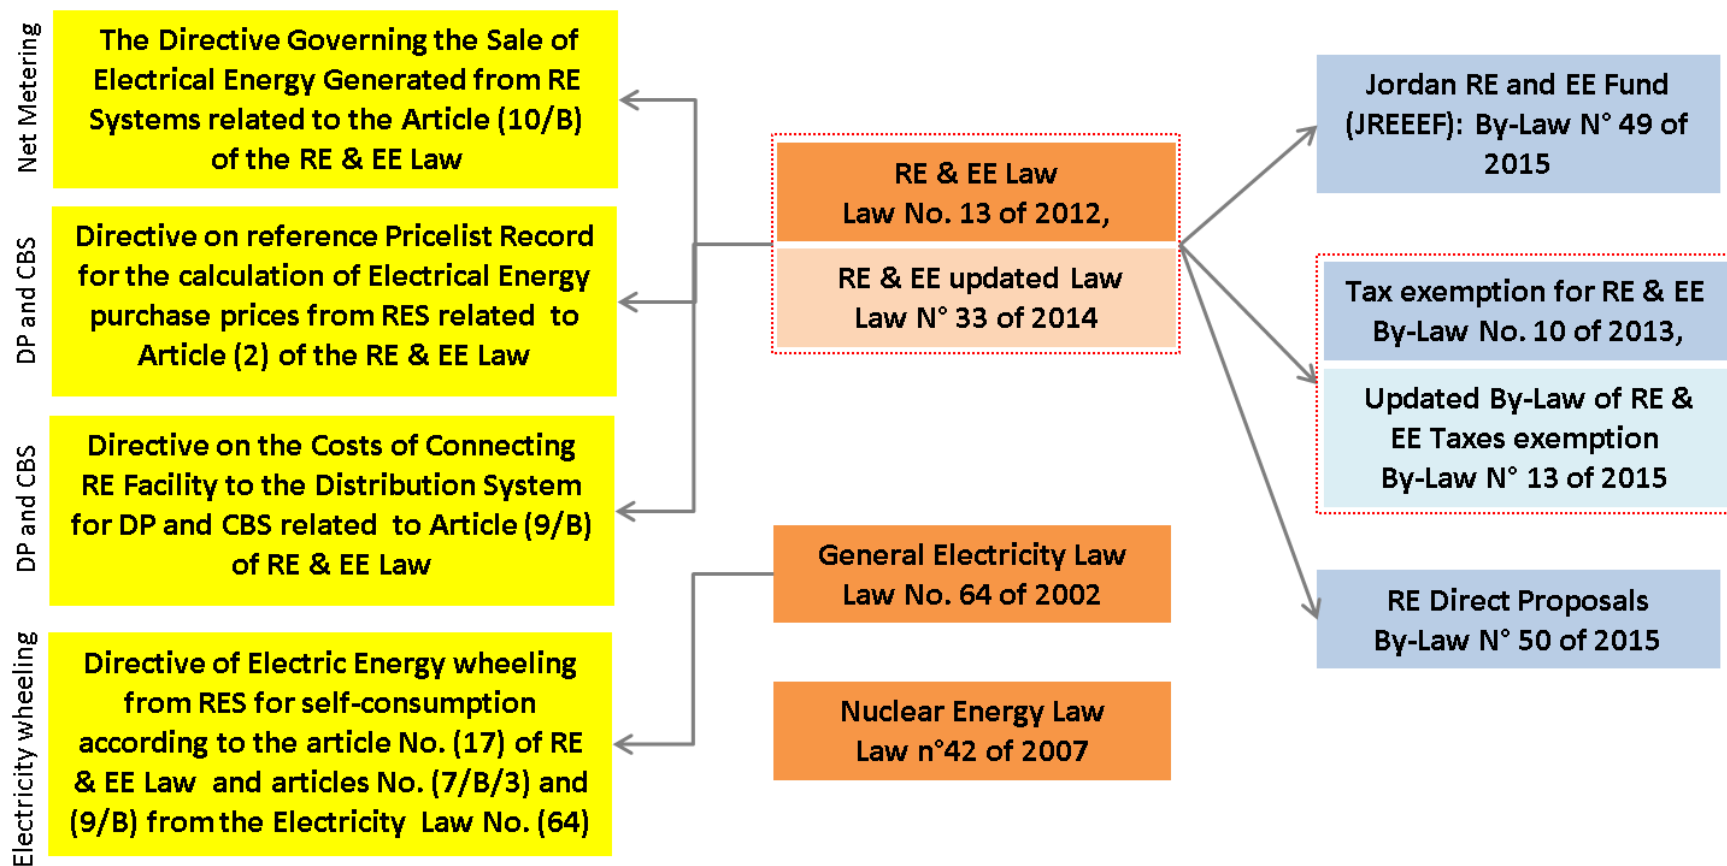 Net Metering
The Directive Governing the Sale of
Electrical Energy Generated from RE
Systems related to the Article (10/B)
of the RE & EE Law
DP and CBS
Directive on reference Pricelist Record
for the calculation of Electrical Energy
purchase prices from RES related to
Article (2) of the RE & EE Law
DP and CBS
Directive on the Costs of Connecting
RE Facility to the Distribution System
for DP and CBS related to Article (9/B)
of RE & EE Law
Electricity wheeling
Directive of Electric Energy wheeling
from RES for self-consumption
according to the article No. (17) of RE
& EE Law and articles No. (7/B/3) and
(9/B) from the Electricity Law No. (64)
RE & EE Law
Law No. 13 of 2012,
RE & EE updated Law
Law N° 33 of 2014
General Electricity Law
Law No. 64 of 2002
Nuclear Energy Law
Law n°42 of 2007
Jordan RE and EE Fund
(JREEEF): By-Law N° 49 of
2015
Tax exemption for RE & EE
By-Law No. 10 of 2013,
Updated By-Law of RE &
EE Taxes exemption
By-Law N° 13 of 2015
RE Direct Proposals
By-Law N° 50 of 2015